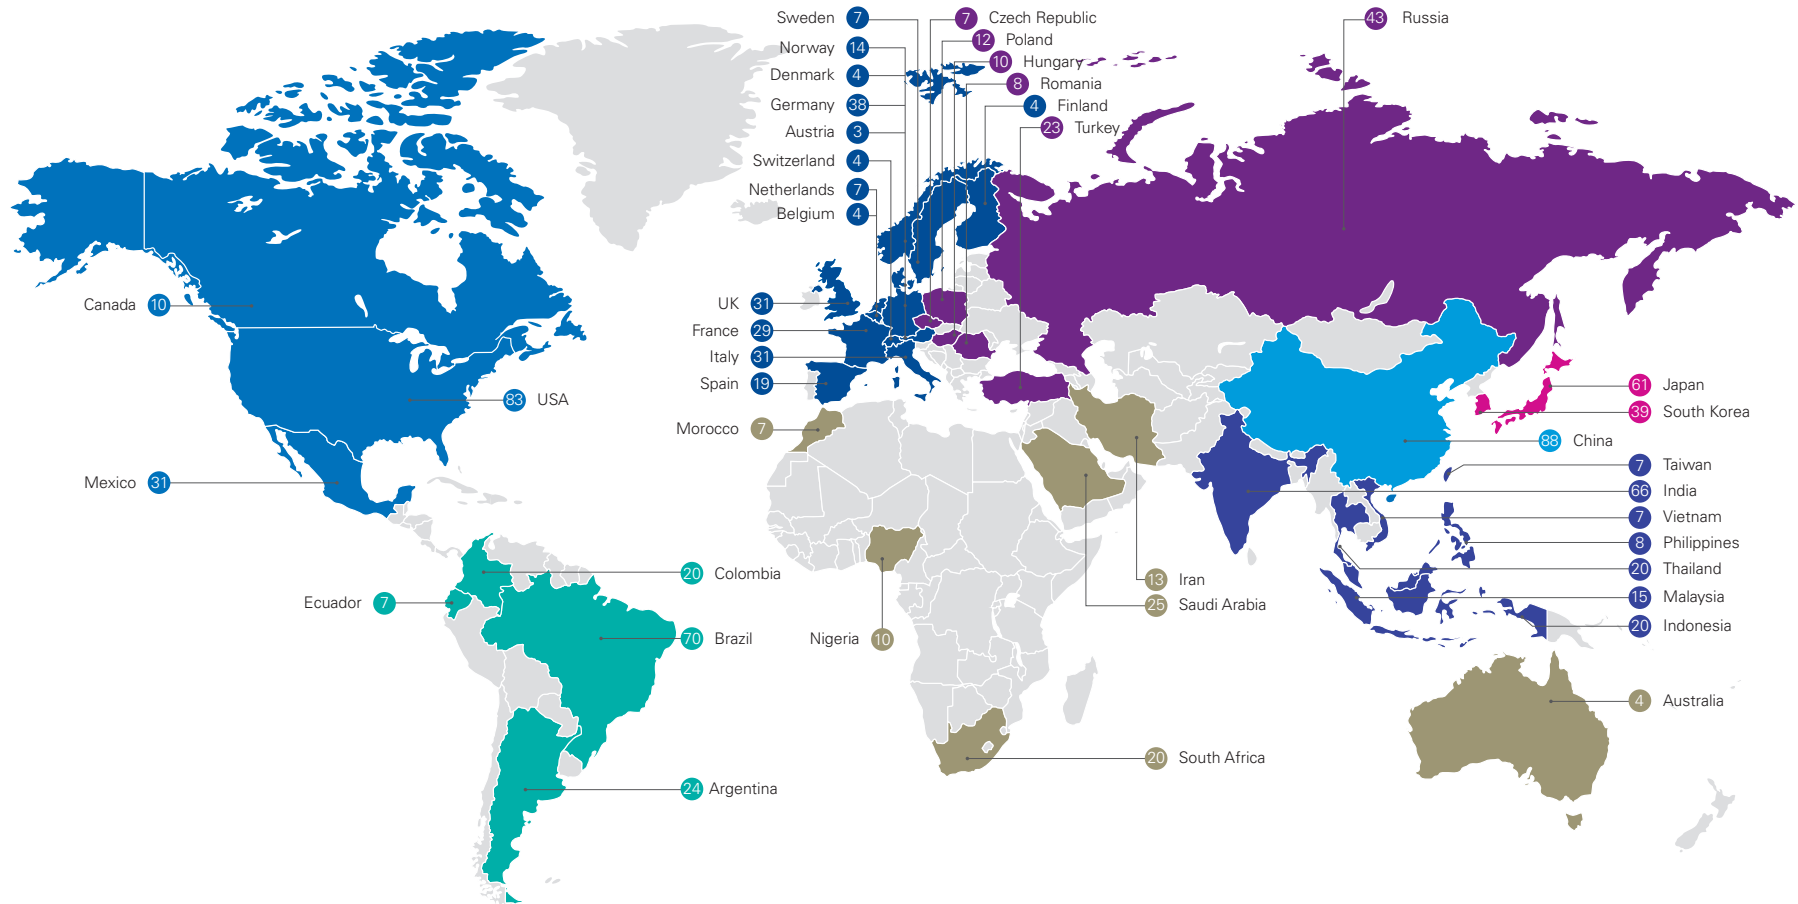 Sweden 7
Norway 14
Denmark 4
Germany 38
Austria 3
Switzerland 4
Netherlands 7
Belgium 4
7 Czech Republic
12 Poland
10 Hungary
8 Romania
4 Finland
23 Turkey
43 Russia
Canada 10
UK 31
France 29
Italy 31
Spain 19
83 USA
Morocco 7
Mexico 31
61 Japan
39 South Korea
88 China
7 Taiwan
66 India
7 Vietnam
8 Philippines
20 Thailand
15 Malaysia
20 Indonesia
20 Colombia
Ecuador 7
70 Brazil
Nigeria 10
13 Iran
25 Saudi Arabia
4 Australia
20 South Africa
24 Argentina